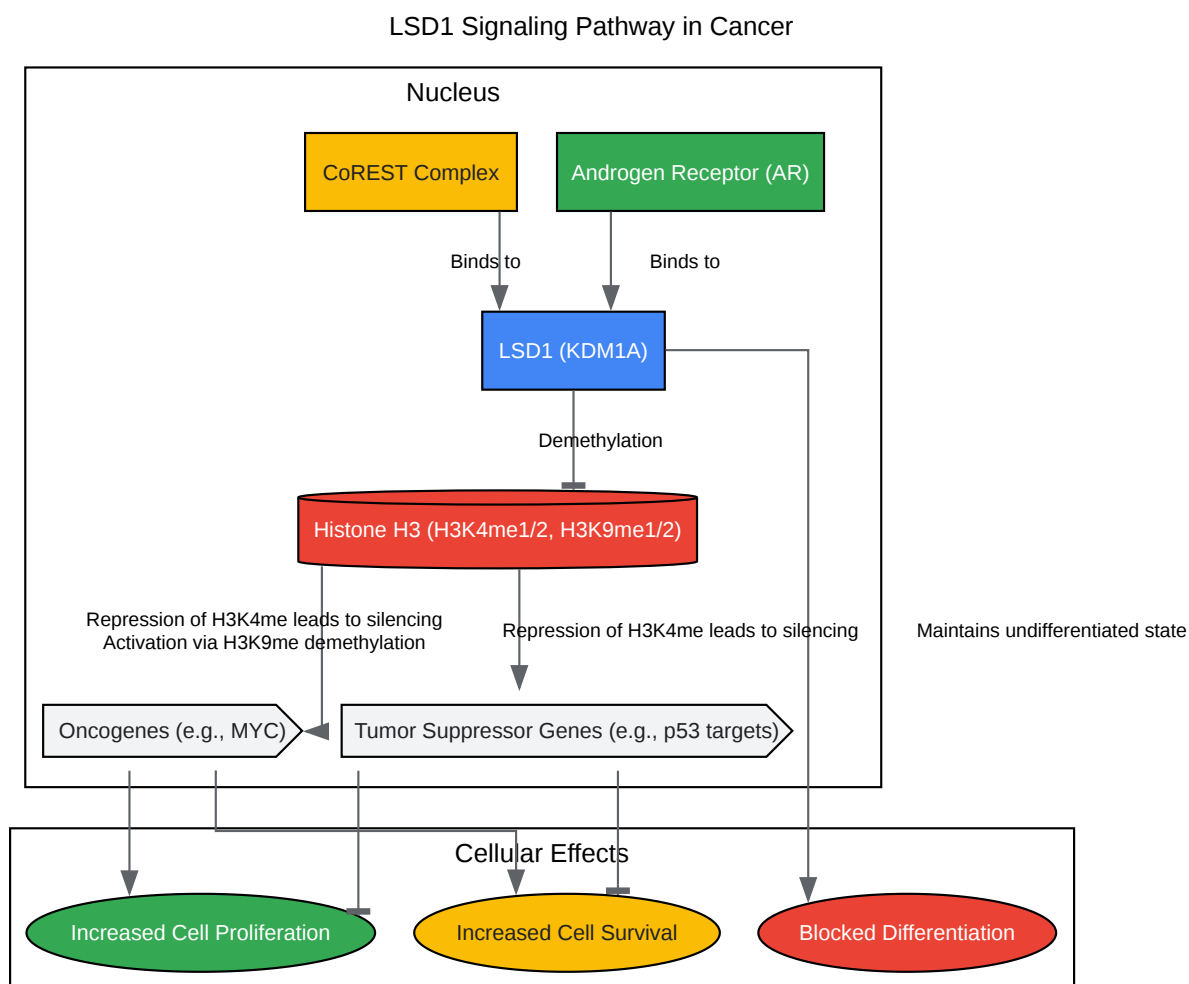 LSD1 Signaling Pathway in Cancer
Nucleus
CoREST Complex
Androgen Receptor (AR)
Binds to
Binds to
LSD1 (KDM1A)
Demethylation
Histone H3 (H3K4me1/2, H3K9me1/2)
Repression of H3K4me leads to silencing
Activation via H3K9me demethylation
Repression of H3K4me leads to silencing
Maintains undifferentiated state
Oncogenes (e.g., MYC)
Tumor Suppressor Genes (e.g., p53 targets)
Cellular Effects
Increased Cell Proliferation
Increased Cell Survival
Blocked Differentiation